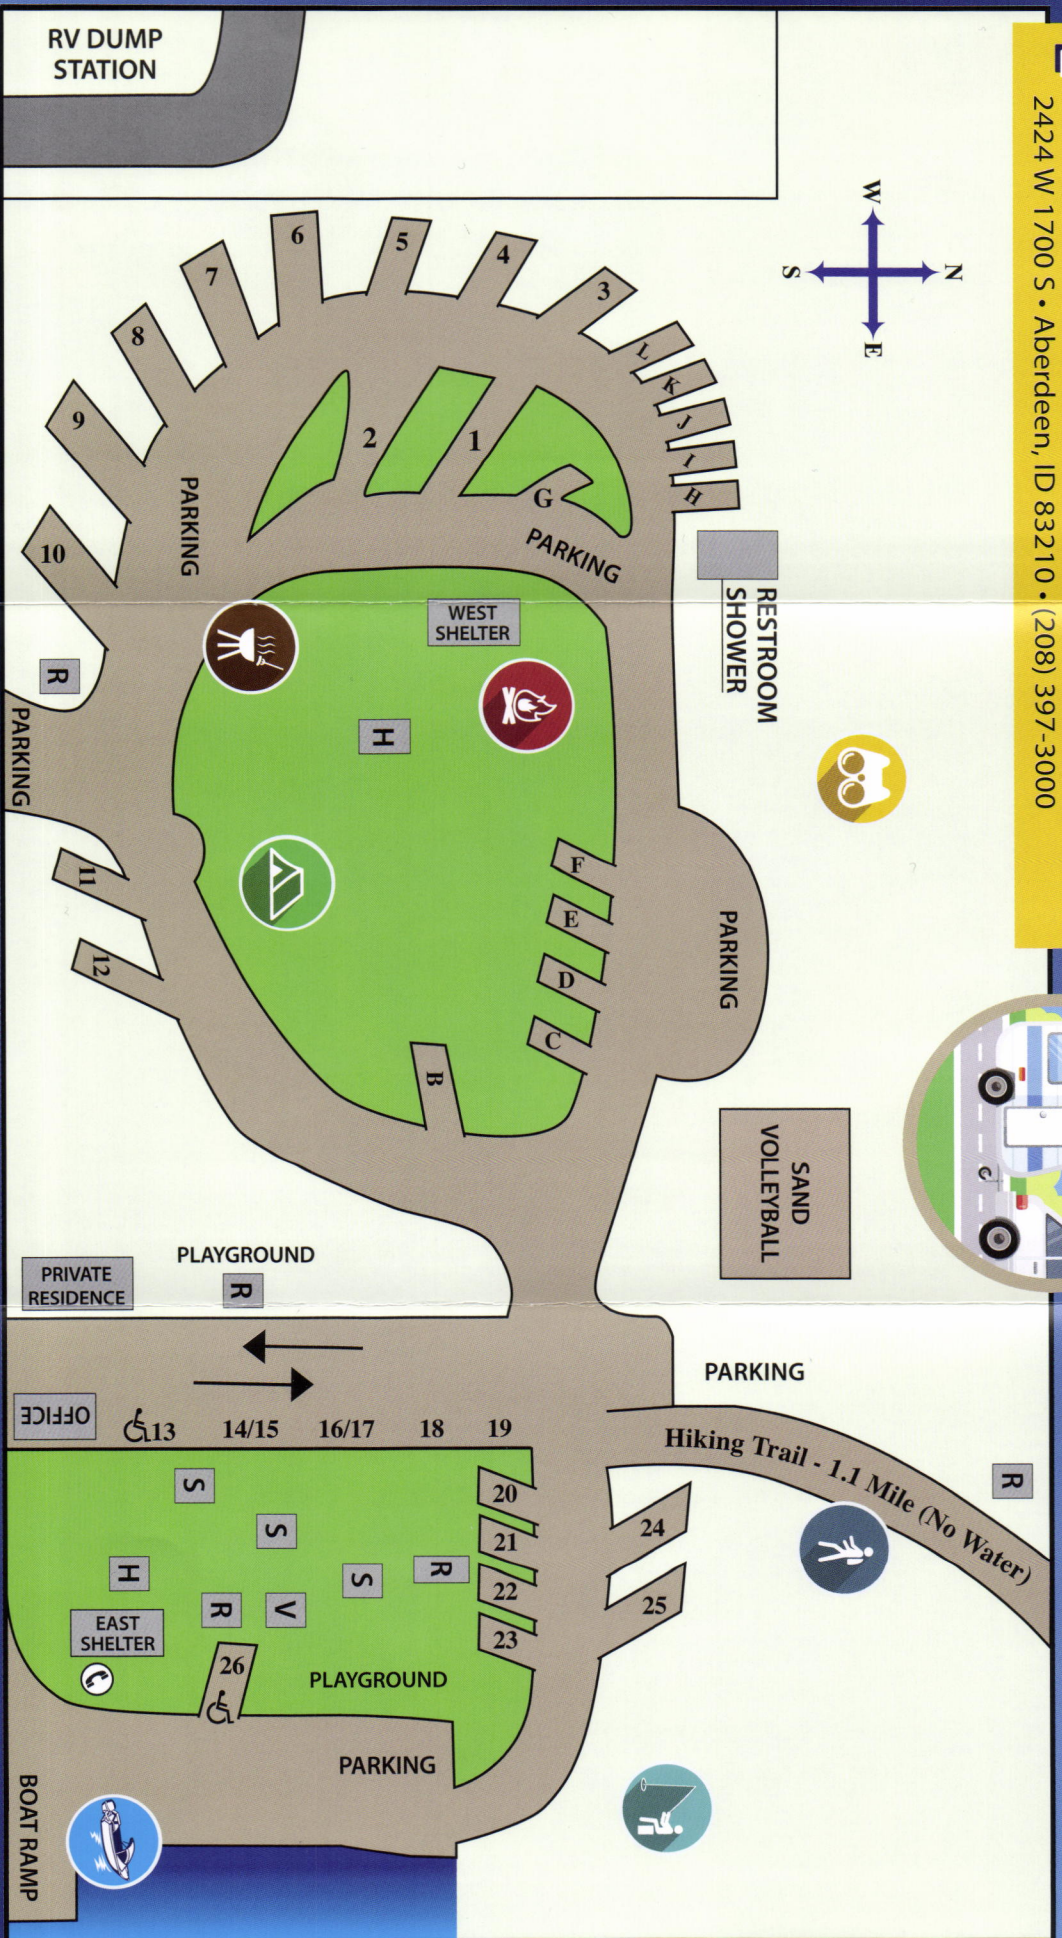 2424 W 1700 S • Aberdeen, ID 83210 • (208) 397-3000
RV DUMP
STATION
W
N
S
E
6
5
4
3
7
8
9
10
L
K
J
I
H
2
1
G
PARKING
PARKING
RESTROOM
SHOWER
WEST
SHELTER
R
H
PARKING
F
E
D
C
B
PARKING
11
12
SAND
VOLLEYBALL
PLAYGROUND
R
PRIVATE
RESIDENCE
PARKING
OFFICE
13
14/15
16/17
18
19
Hiking Trail - 1.1 Mile (No Water)
R
20
21
22
23
24
25
S
S
S
R
H
R
V
EAST
SHELTER
26
PLAYGROUND
PARKING
BOAT RAMP